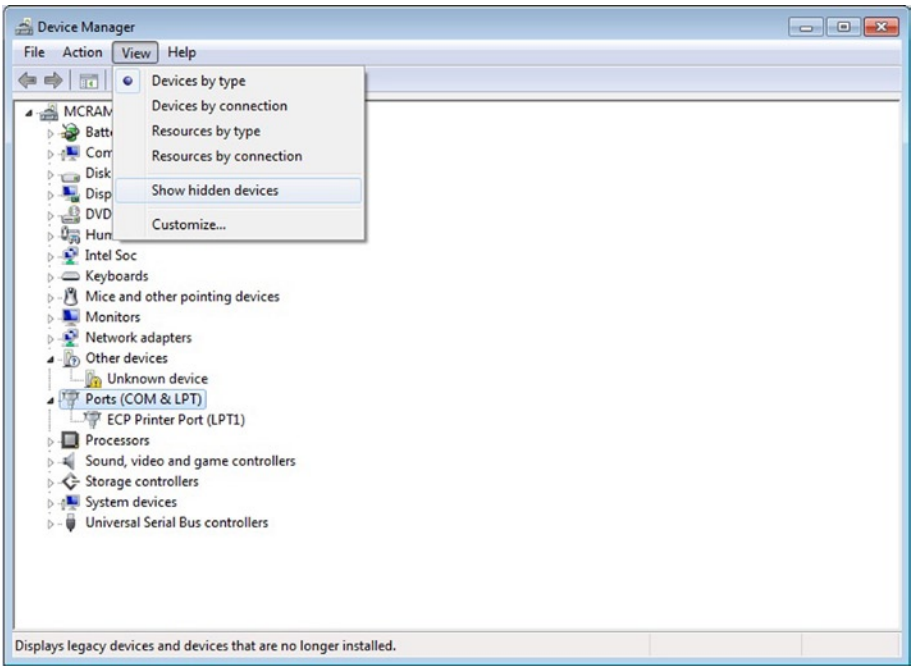 Device Manager
File Action View Help
Devices by type
Devices by connection
Resources by type
Resources by connection
Show hidden devices
Customize...
MCRAM
Batt
Com
Disk
Disp
DVD
Hum
Intel Soc
Keyboards
Mice and other pointing devices
Monitors
Network adapters
Other devices
Unknown device
Ports (COM & LPT)
ECP Printer Port (LPT1)
Processors
Sound, video and game controllers
Storage controllers
System devices
Universal Serial Bus controllers
Displays legacy devices and devices that are no longer installed.